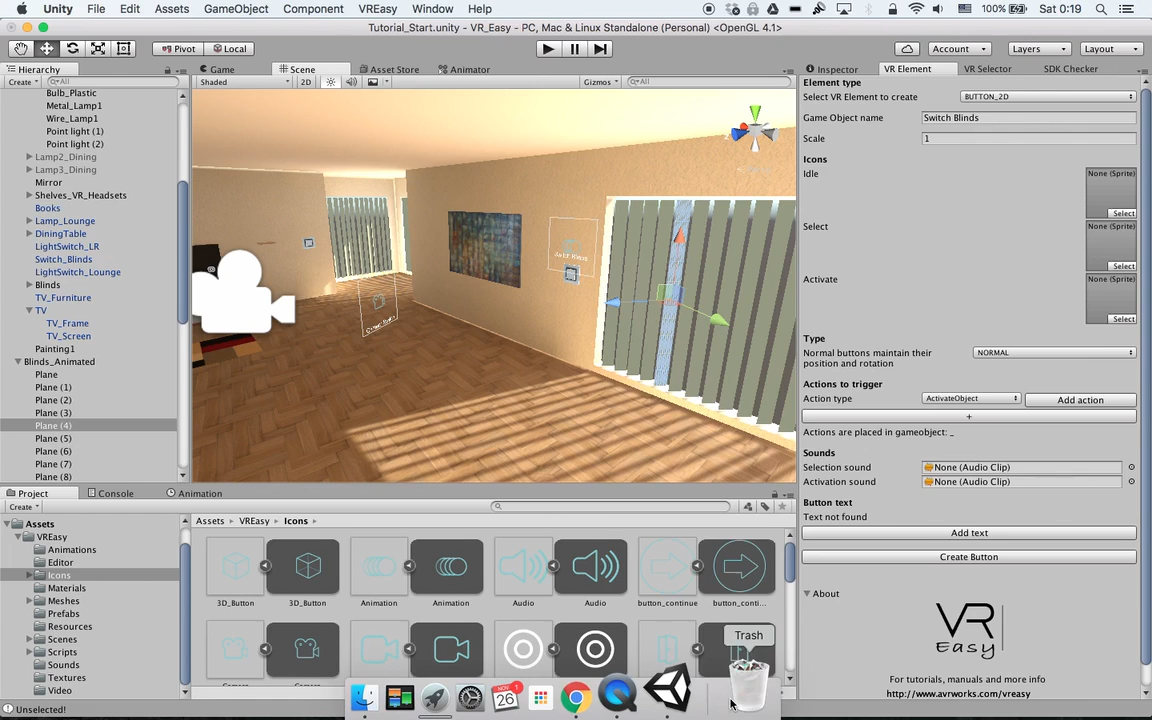 Unity File Edit Assets GameObject Component VREasy Window Help 100% Sat 0:19
Tutorial_Start.unity - VR_Easy - PC, Mac & Linux Standalone (Personal) <OpenGL 4.1>
Pivot Local Account Layers Layout
Hierarchy Game Scene Asset Store Animator Inspector VR Element VR Selector SDK Checker
Create All Shaded 2D Gizmos All
Bulb_Plastic
Metal_Lamp1
Wire_Lamp1
Point light (1)
Point light (2)
Lamp2_Dining
Lamp3_Dining
Mirror
Shelves_VR_Headsets
Books
Lamp_Lounge
DiningTable
LightSwitch_LR
Switch_Blinds
LightSwitch_Lounge
Blinds
TV_Furniture
TV
TV_Frame
TV_Screen
Painting1
Blinds_Animated
Plane
Plane (1)
Plane (2)
Plane (3)
Plane (4)
Plane (5)
Plane (6)
Plane (7)
Plane (8)
Element type
Select VR Element to create BUTTON_2D
Game Object name Switch Blinds
Scale 1
Icons
Idle None (Sprite)
Select
Select None (Sprite)
Select
Activate None (Sprite)
Select
Type
Normal buttons maintain their position and rotation NORMAL
Actions to trigger
Action type ActivateObject Add action
+
Actions are placed in gameobject: _
Sounds
Selection sound None (Audio Clip)
Activation sound None (Audio Clip)
Button text
Text not found
Add text
Create Button
About
VR
Easy
For tutorials, manuals and more info
http://www.avrworks.com/vreasy
Project Console Animation
Create
Assets
VREasy
Animations
Editor
Icons
Materials
Meshes
Prefabs
Resources
Scenes
Scripts
Sounds
Textures
Video
Assets VREasy Icons
3D_Button 3D_Button Animation Animation Audio Audio button_continue button_conti...
Trash
NOV 26
Unselected!